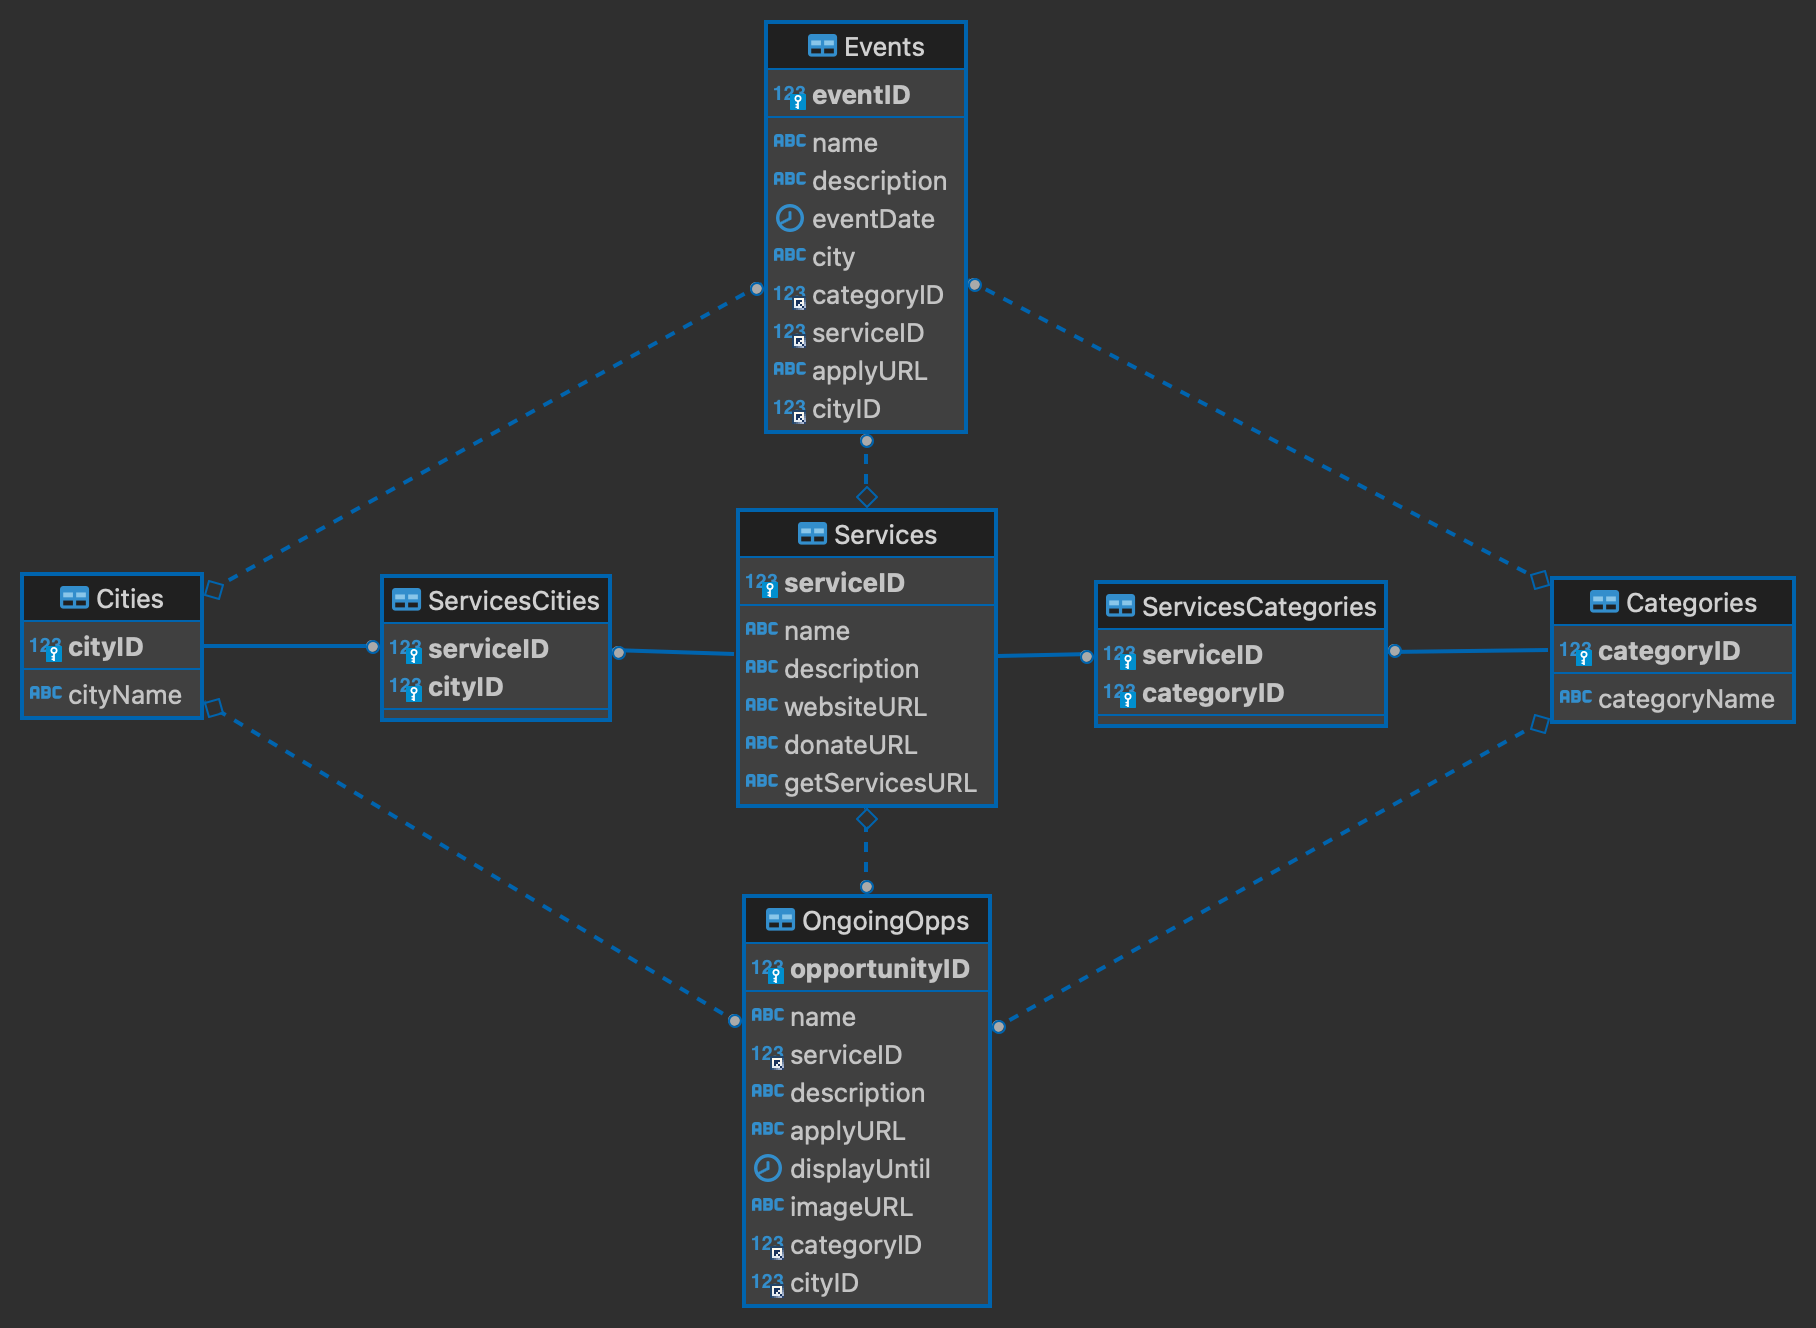 Events
123 eventID
ABC name
ABC description
eventDate
ABC city
123 categoryID
123 serviceID
ABC applyURL
123 cityID
Cities
123 cityID
ABC cityName
ServicesCities
123 serviceID
123 cityID
Services
123 serviceID
ABC name
ABC description
ABC websiteURL
ABC donateURL
ABC getServicesURL
ServicesCategories
123 serviceID
123 categoryID
Categories
123 categoryID
ABC categoryName
OngoingOpps
123 opportunityID
ABC name
123 serviceID
ABC description
ABC applyURL
displayUntil
ABC imageURL
123 categoryID
123 cityID